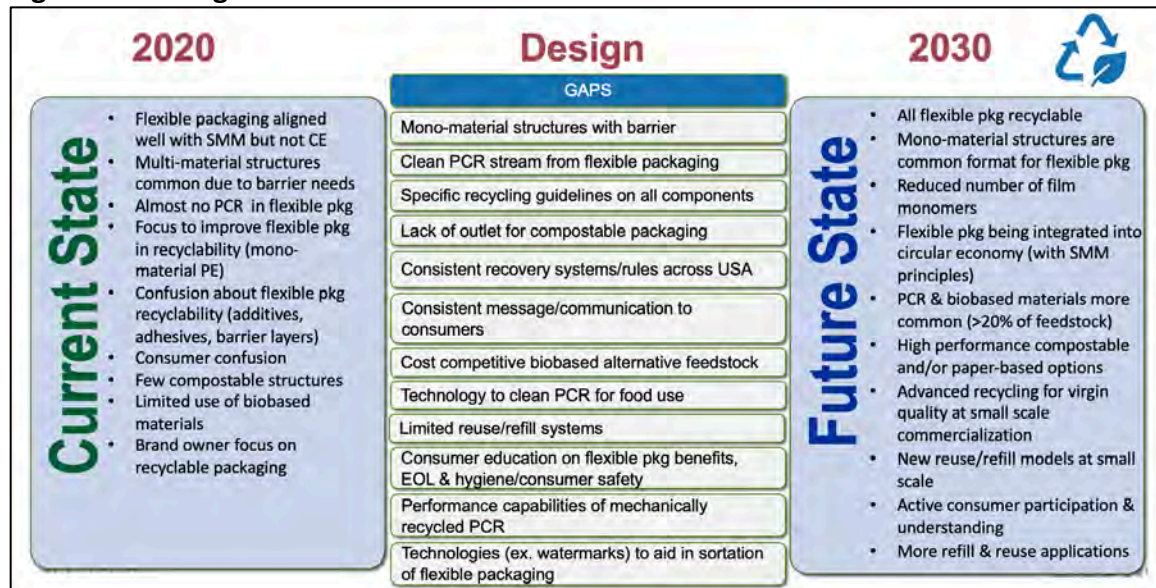 2020
Current State
• Flexible packaging aligned
well with SMM but not CE
• Multi-material structures
common due to barrier needs
• Almost no PCR in flexible pkg
• Focus to improve flexible pkg
in recyclability (mono-
material PE)
• Confusion about flexible pkg
recyclability (additives,
adhesives, barrier layers)
• Consumer confusion
• Few compostable structures
• Limited use of biobased
materials
• Brand owner focus on
recyclable packaging
Design
GAPS
Mono-material structures with barrier
Clean PCR stream from flexible packaging
Specific recycling guidelines on all components
Lack of outlet for compostable packaging
Consistent recovery systems/rules across USA
Consistent message/communication to
consumers
Cost competitive biobased alternative feedstock
Technology to clean PCR for food use
Limited reuse/refill systems
Consumer education on flexible pkg benefits,
EOL & hygiene/consumer safety
Performance capabilities of mechanically
recycled PCR
Technologies (ex. watermarks) to aid in sortation
of flexible packaging
2030
Future State
• All flexible pkg recyclable
• Mono-material structures are
common format for flexible pkg
• Reduced number of film
monomers
• Flexible pkg being integrated into
circular economy (with SMM
principles)
• PCR & biobased materials more
common (>20% of feedstock)
• High performance compostable
and/or paper-based options
• Advanced recycling for virgin
quality at small scale
commercialization
• New reuse/refill models at small
scale
• Active consumer participation &
understanding
• More refill & reuse applications